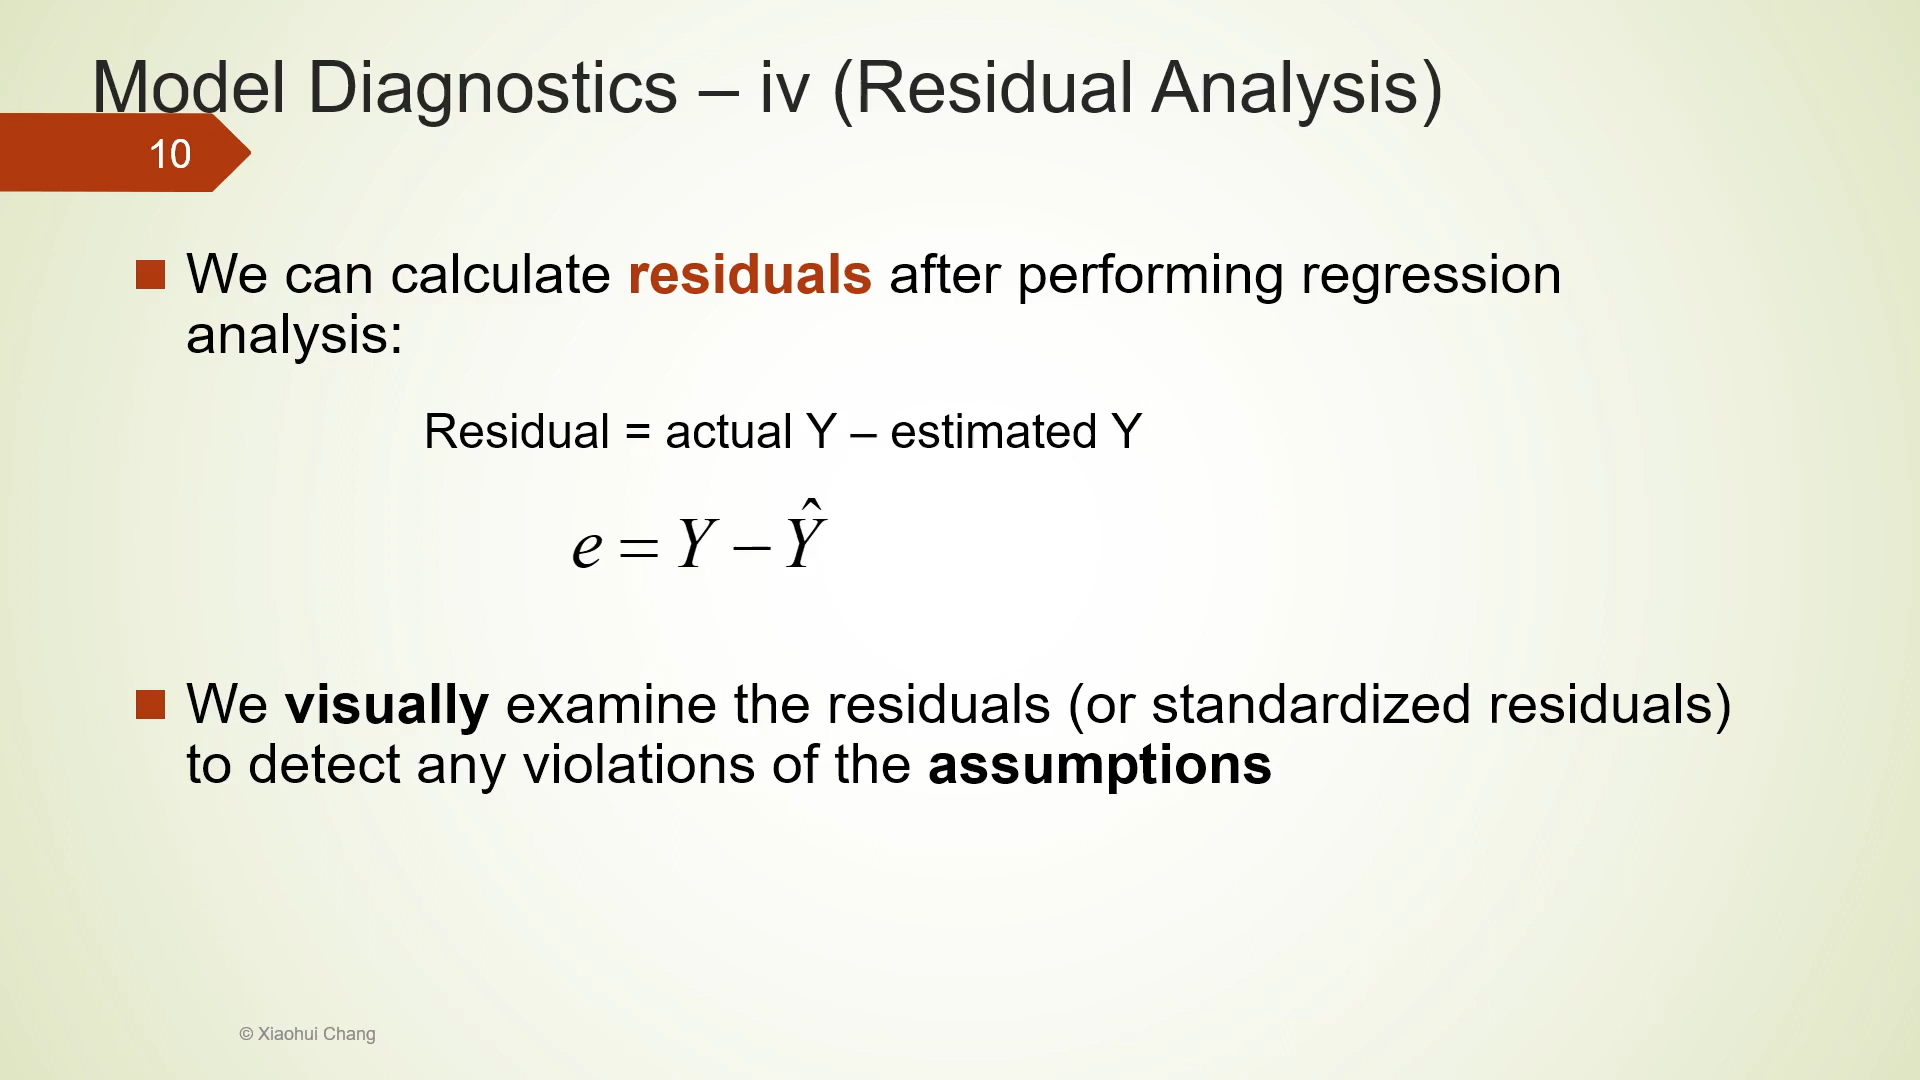 Model Diagnostics – iv (Residual Analysis)
10
We can calculate residuals after performing regression
analysis:
Residual = actual Y – estimated Y
e = Y – Ŷ
We visually examine the residuals (or standardized residuals)
to detect any violations of the assumptions
© Xiaohui Chang